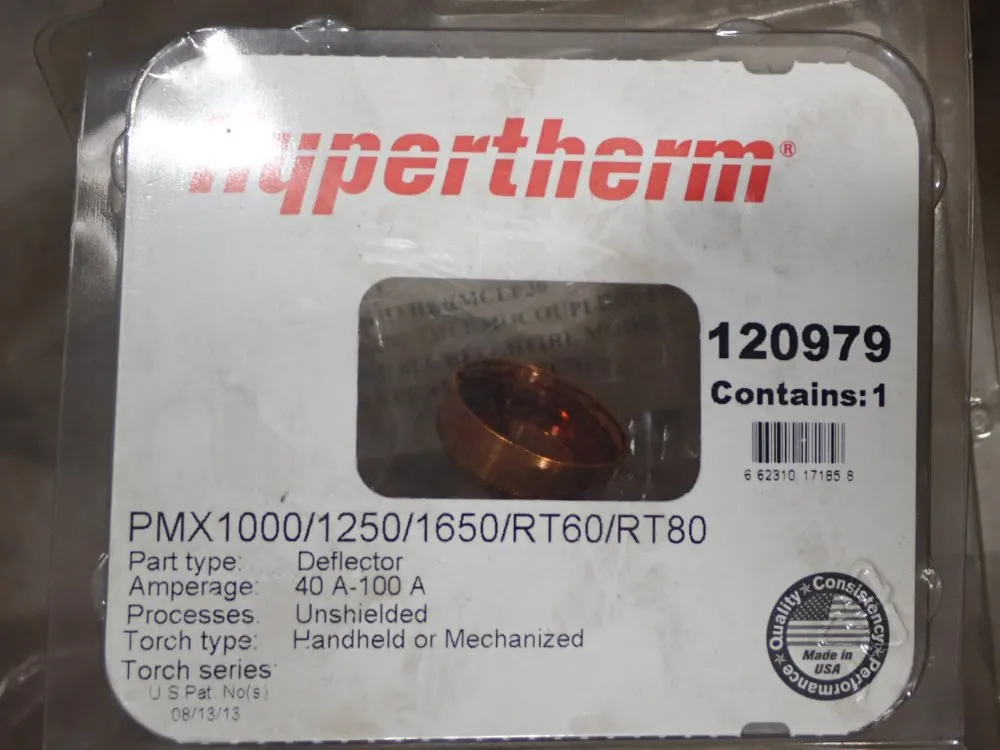 hypertherm®
120979
Contains:1
6 62310 17185 8
PMX1000/1250/1650/RT60/RT80
Part type: Deflector
Amperage: 40 A-100 A
Processes: Unshielded
Torch type: Handheld or Mechanized
Torch series:
U S Pat. No(s)
08/13/13
Quality★Consistency★Performance★
Made in
USA